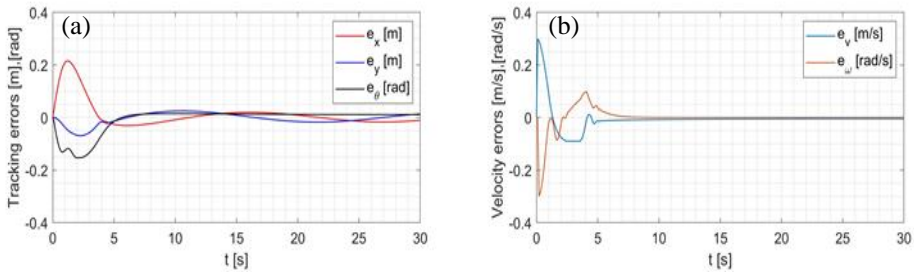 (a)
e_x [m]
e_y [m]
e_θ [rad]
Tracking errors [m],[rad]
0.4
0.2
0
-0.2
-0.4
0 5 10 15 20 25 30
t [s]
(b)
e_v [m/s]
e_ω [rad/s]
Velocity errors [m/s],[rad/s]
0.4
0.2
0
-0.2
-0.4
0 5 10 15 20 25 30
t [s]